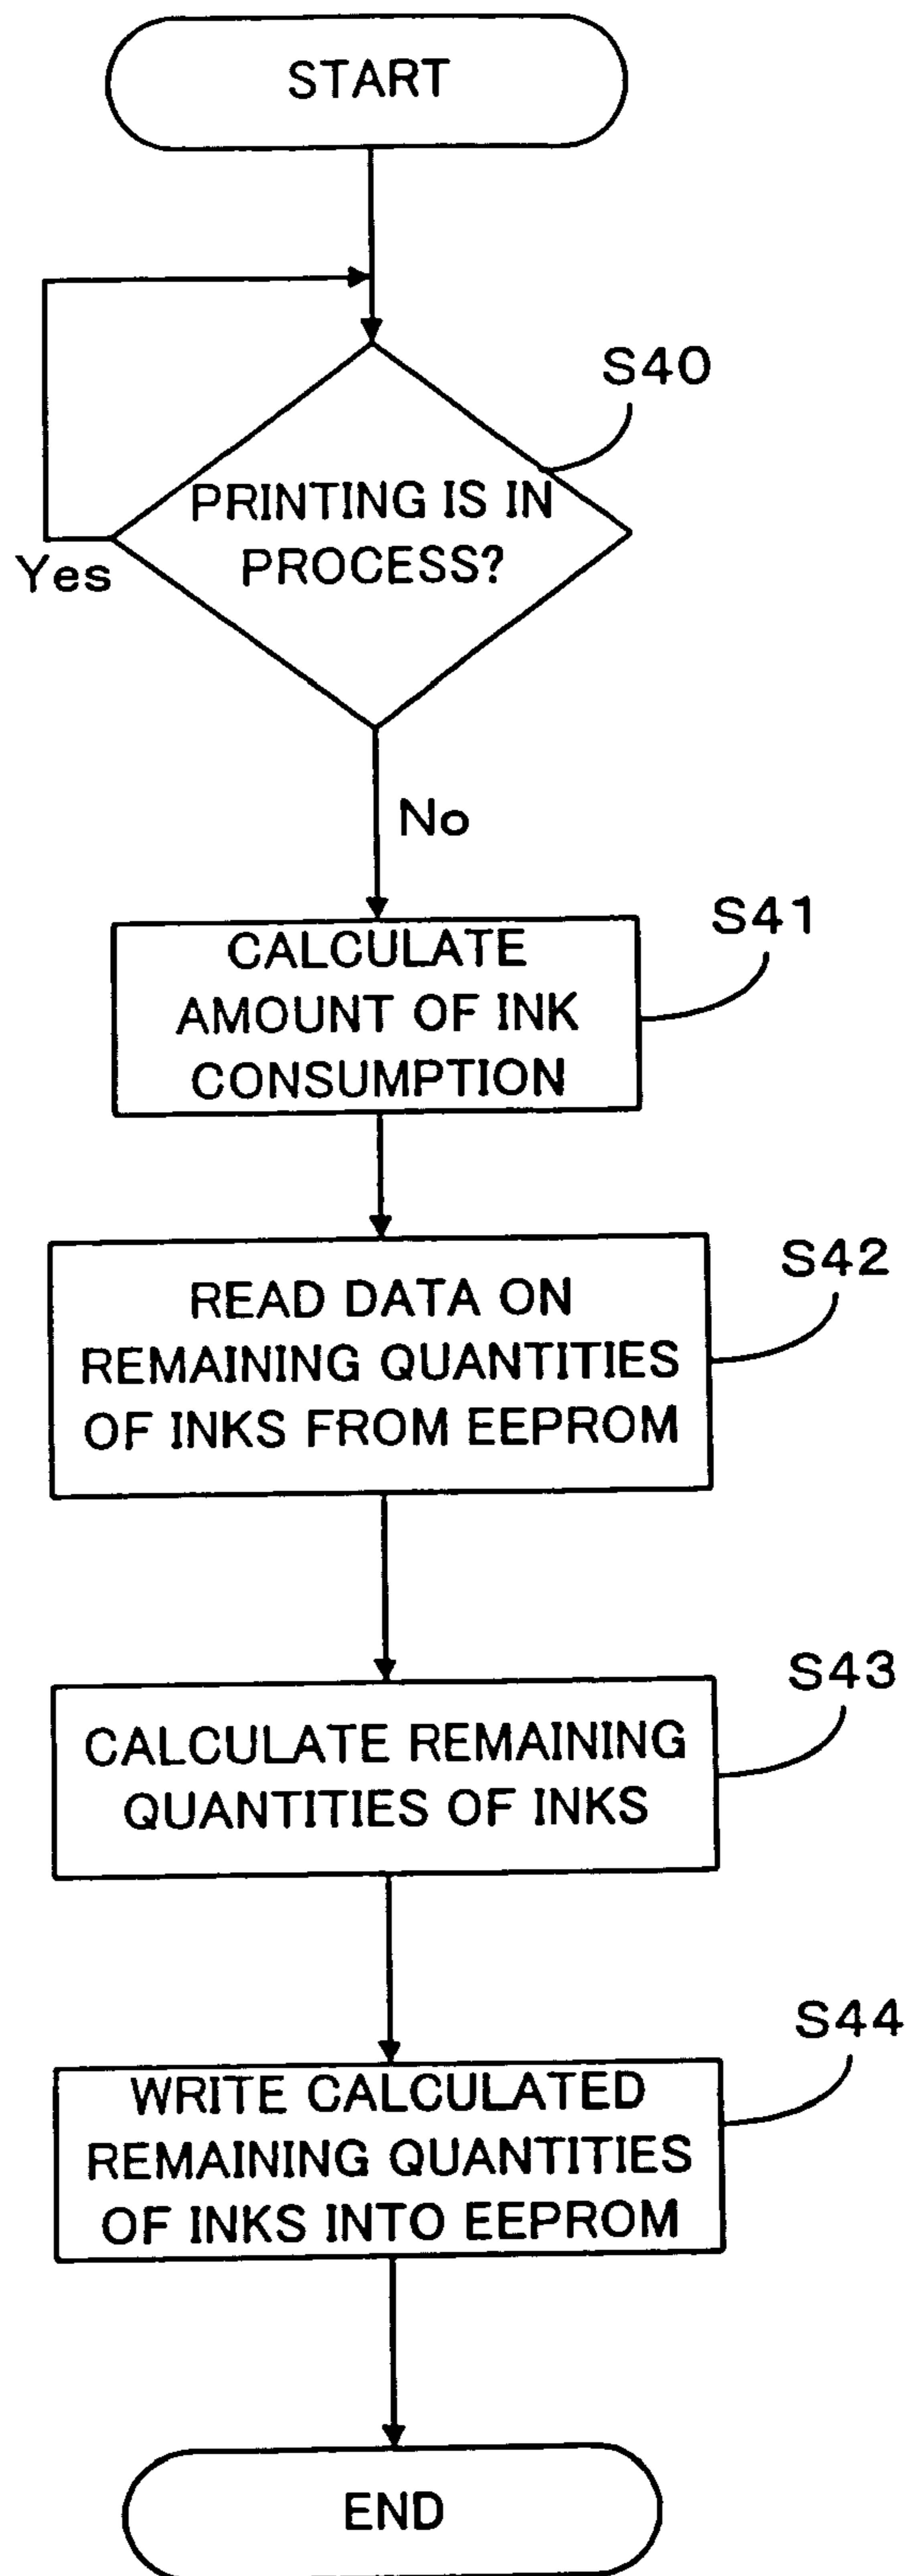 START
S40
PRINTING IS IN
PROCESS?
Yes
No
S41
CALCULATE
AMOUNT OF INK
CONSUMPTION
S42
READ DATA ON
REMAINING QUANTITIES
OF INKS FROM EEPROM
S43
CALCULATE REMAINING
QUANTITIES OF INKS
S44
WRITE CALCULATED
REMAINING QUANTITIES
OF INKS INTO EEPROM
END